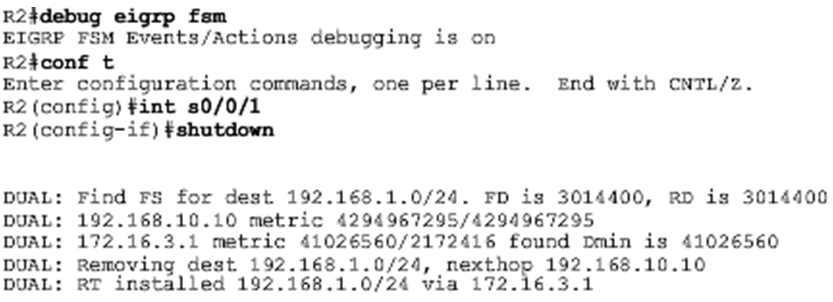 R2#debug eigrp fsm
EIGRP FSM Events/Actions debugging is on
R2#conf t
Enter configuration commands, one per line.  End with CNTL/Z.
R2(config)#int s0/0/1
R2(config-if)#shutdown
DUAL: Find FS for dest 192.168.1.0/24. FD is 3014400, RD is 3014400
DUAL: 192.168.10.10 metric 4294967295/4294967295
DUAL: 172.16.3.1 metric 41026560/2172416 found Dmin is 41026560
DUAL: Removing dest 192.168.1.0/24, nexthop 192.168.10.10
DUAL: RT installed 192.168.1.0/24 via 172.16.3.1